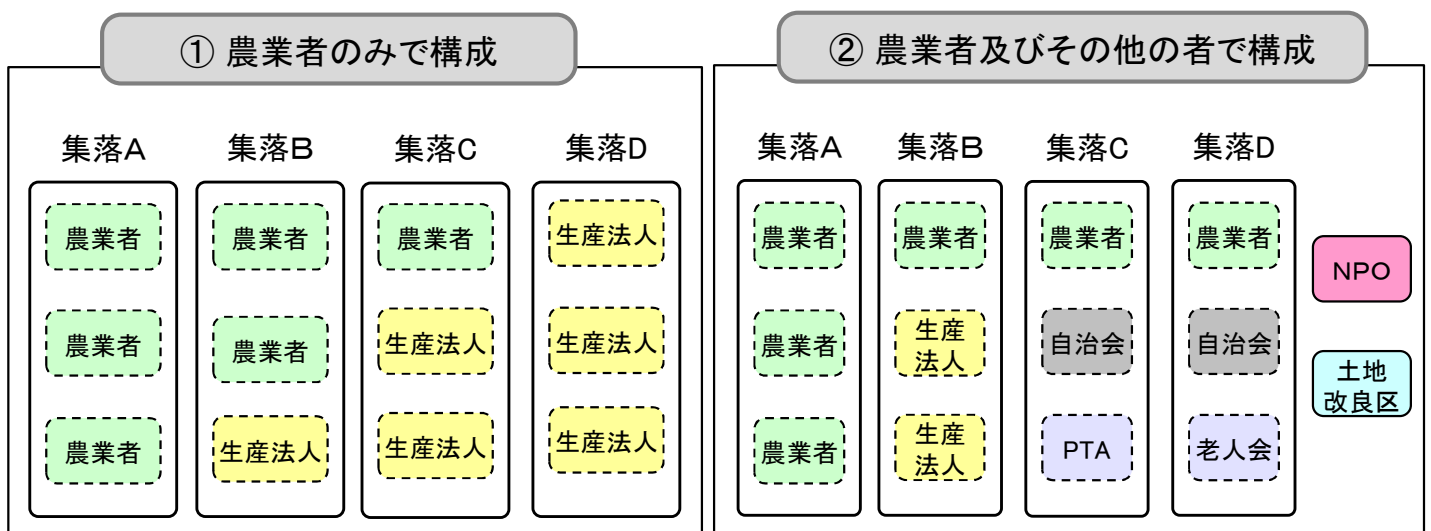 ① 農業者のみで構成
集落A
集落B
集落C
集落D
農業者
農業者
農業者
農業者
農業者
生産法人
農業者
生産法人
生産法人
生産法人
生産法人
生産法人
② 農業者及びその他の者で構成
集落A
集落B
集落C
集落D
農業者
農業者
農業者
農業者
生産
法人
生産
法人
農業者
自治会
PTA
農業者
自治会
老人会
NPO
土地
改良区